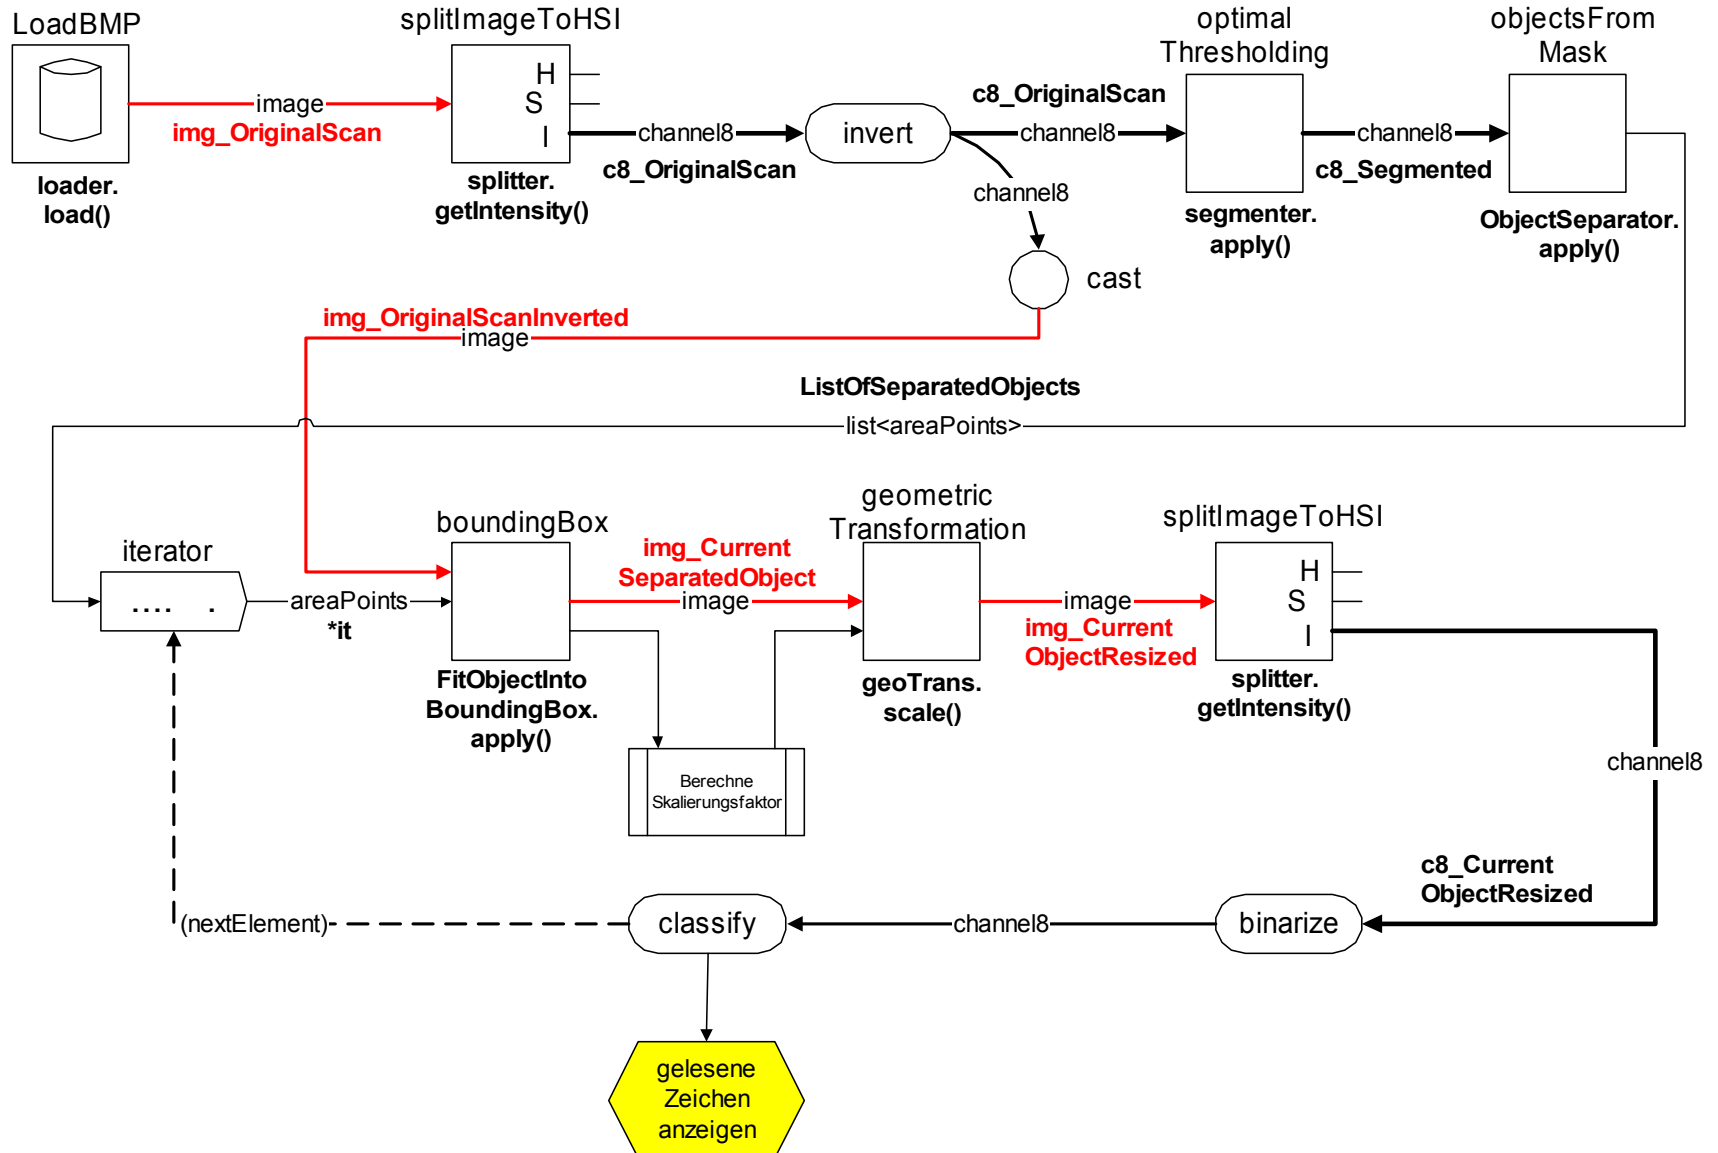 LoadBMP
splitImageToHSI
optimal
Thresholding
objectsFrom
Mask
H
S
I
image
img_OriginalScan
channel8
c8_OriginalScan
invert
c8_OriginalScan
channel8
channel8
c8_Segmented
channel8
loader.
load()
splitter.
getIntensity()
segmenter.
apply()
ObjectSeparator.
apply()
cast
img_OriginalScanInverted
image
ListOfSeparatedObjects
list<areaPoints>
iterator
.... .
areaPoints
*it
boundingBox
img_Current
SeparatedObject
image
geometric
Transformation
image
img_Current
ObjectResized
splitImageToHSI
H
S
I
FitObjectInto
BoundingBox.
apply()
geoTrans.
scale()
splitter.
getIntensity()
Berechne
Skalierungsfaktor
channel8
c8_Current
ObjectResized
(nextElement)
classify
channel8
binarize
gelesene
Zeichen
anzeigen